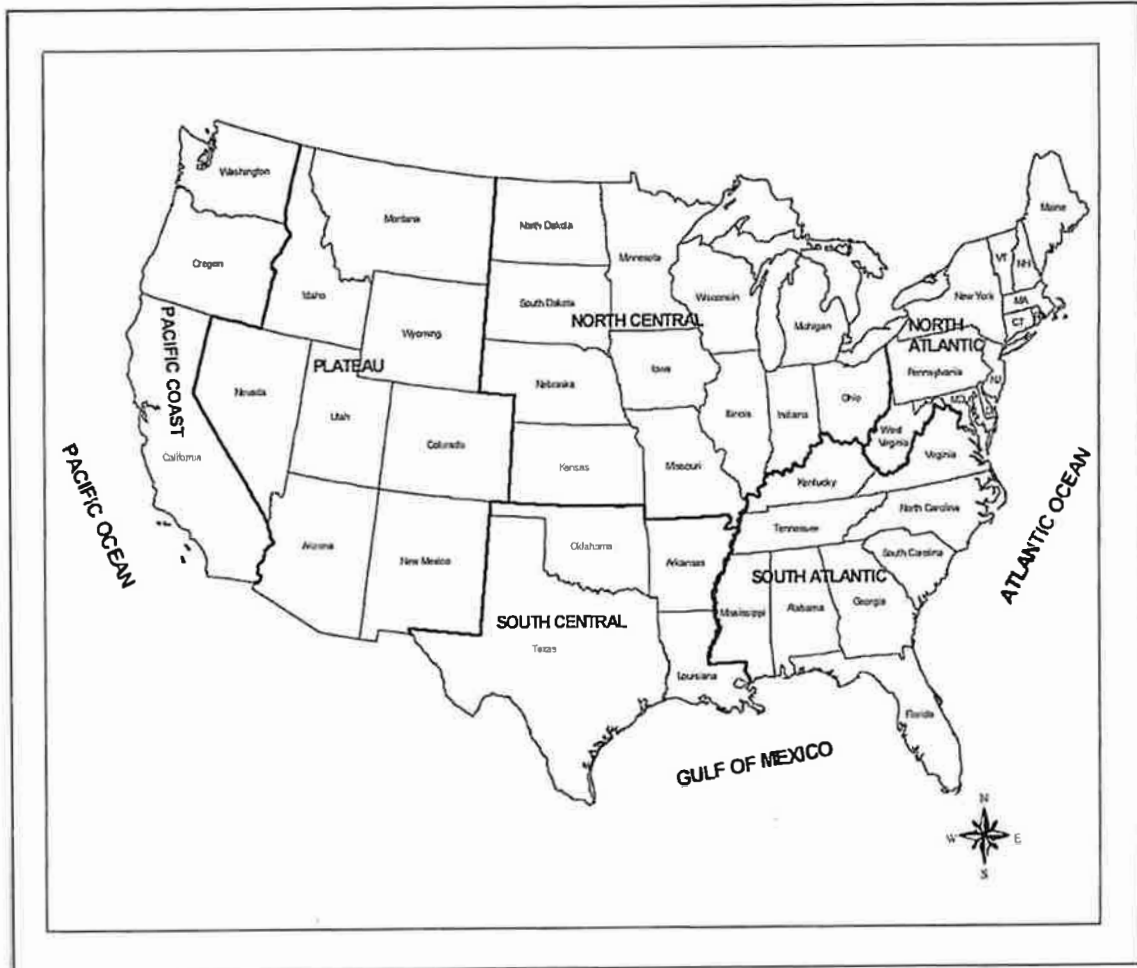 Washington
Montana
North Dakota
Minnesota
Maine
Oregon
Idaho
South Dakota
Wisconsin
VT
NH
New York
MA
CT
Wyoming
NORTH CENTRAL
Michigan
NORTH
ATLANTIC
PACIFIC COAST
PLATEAU
Nevada
Nebraska
Iowa
Pennsylvania
NJ
Utah
Colorado
Illinois
Indiana
Ohio
MD
West
Virginia
California
Kansas
Missouri
Kentucky
Virginia
PACIFIC OCEAN
Arizona
New Mexico
Oklahoma
Arkansas
Tennessee
North Carolina
South Carolina
ATLANTIC OCEAN
SOUTH ATLANTIC
Mississippi
Alabama
Georgia
SOUTH CENTRAL
Texas
Louisiana
Florida
GULF OF MEXICO
N
W
E
S